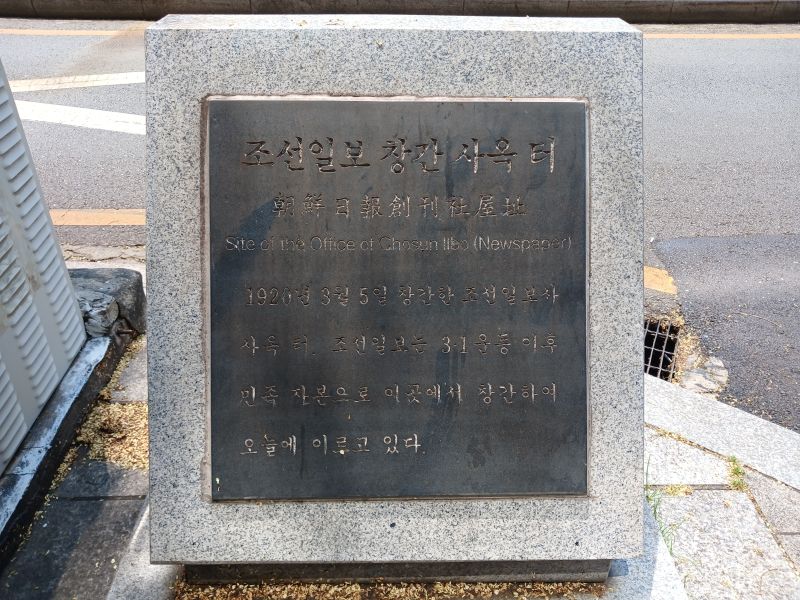 조선일보 창간 사옥 터
朝鮮日報創刊社屋址
Site of the Office of Chosun Ilbo (Newspaper)
1920년 3월 5일 창간한 조선일보사
사옥 터. 조선일보는 3·1운동 이후
민족 자본으로 이곳에서 창간하여
오늘에 이르고 있다.